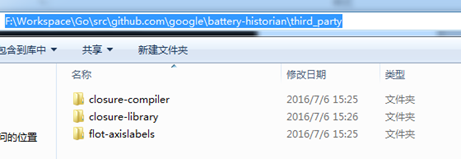 F:\Workspace\Go\src\github.com\google\battery-historian\third_party
包含到库中 共享 新建文件夹
名称 修改日期 类型
closure-compiler 2016/7/6 15:25 文件夹
closure-library 2016/7/6 15:26 文件夹
flot-axislabels 2016/7/6 15:25 文件夹
问的位置